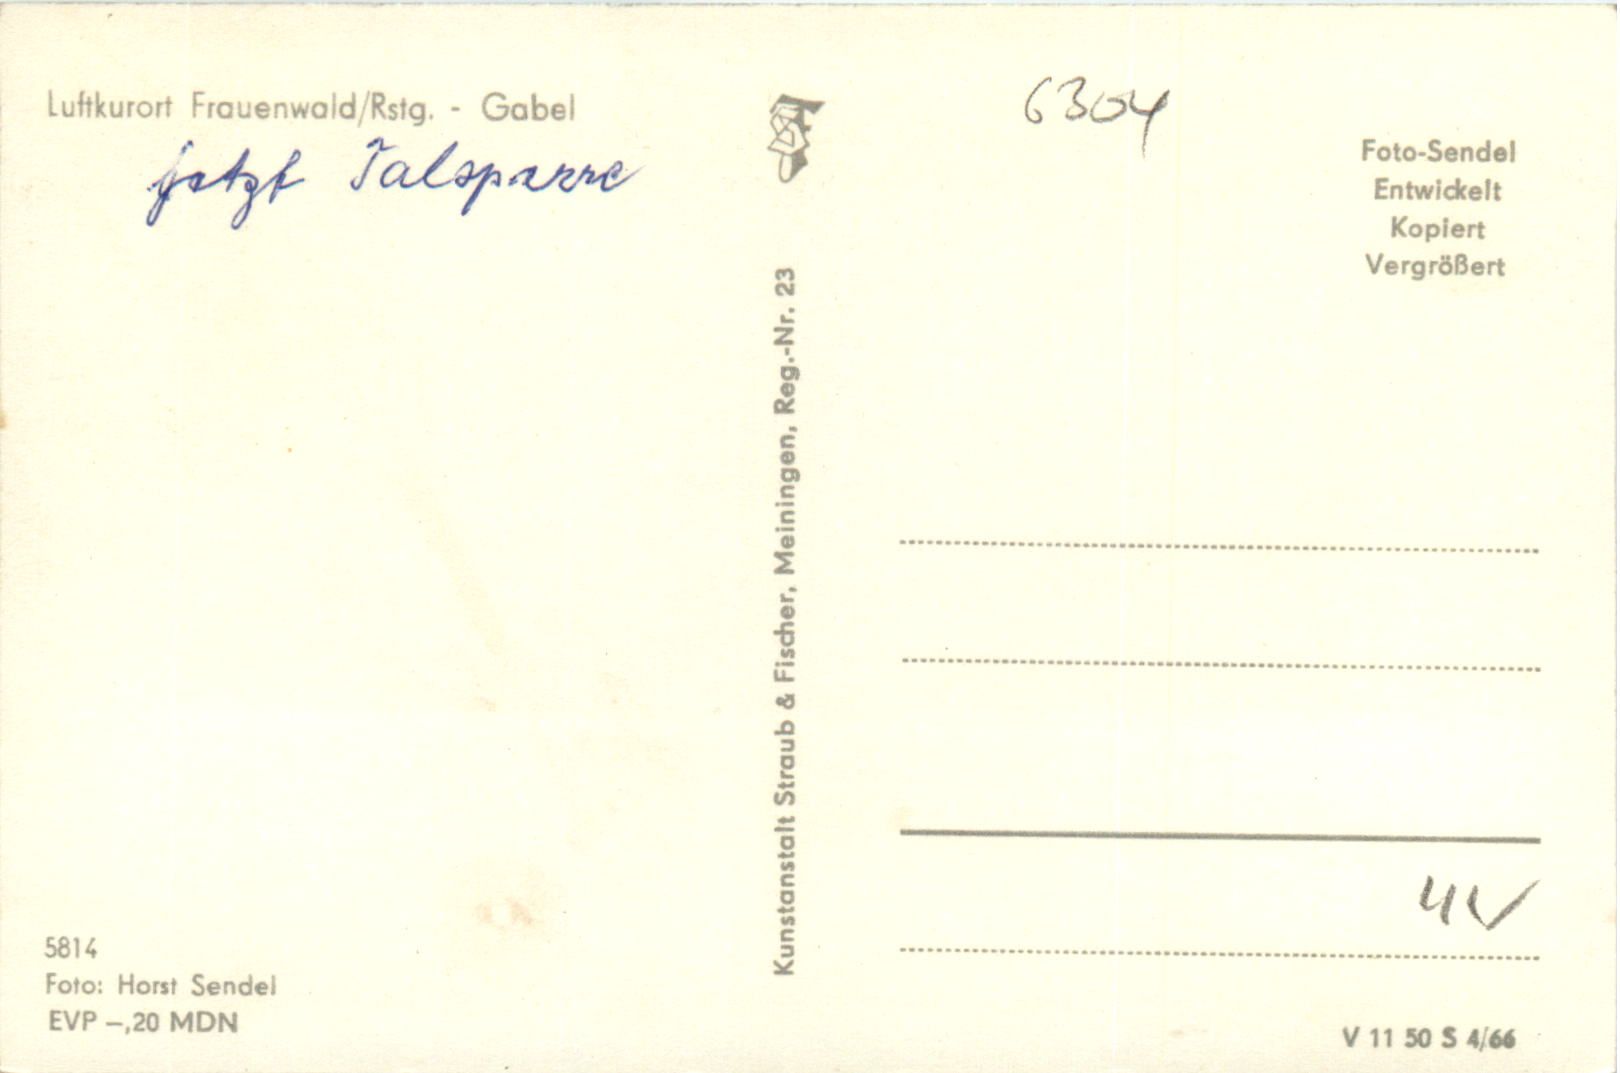 Luftkurort Frauenwald/Rstg. - Gabel
jetzt Talsperre
5814
Foto: Horst Sendel
EVP –,20 MDN
Kunstanstalt Straub & Fischer, Meiningen, Reg.-Nr. 23
6304
Foto-Sendel
Entwickelt
Kopiert
Vergrößert
V 11 50 S 4/66